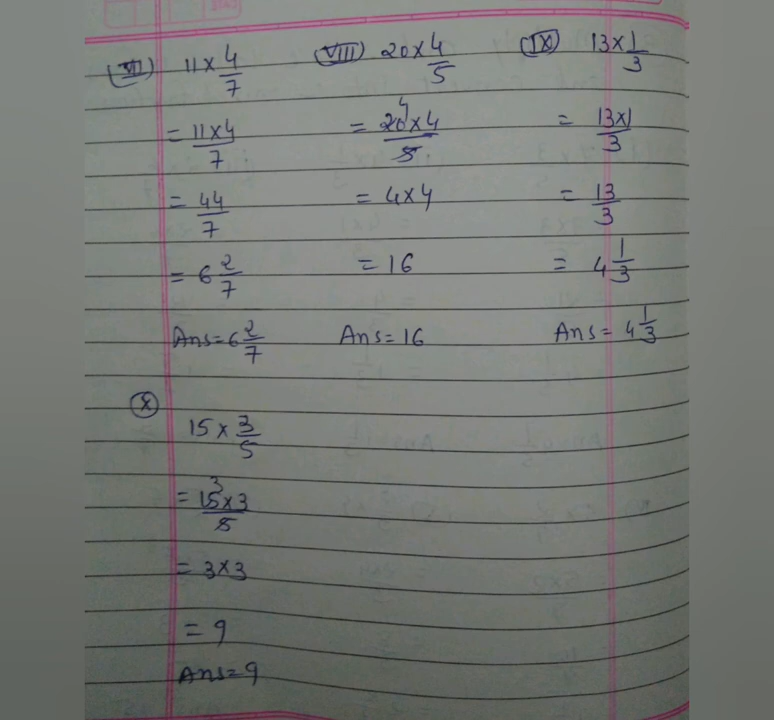 (VII) 11 × 4/7 (VIII) 20 × 4/5 (IX) 13 × 1/3
= 11 × 4/7 = 4 20 × 4/5 = 13 × 1/3
= 44/7 = 4 × 4 = 13/3
= 6 2/7 = 16 = 4 1/3
Ans = 6 2/7 Ans = 16 Ans = 4 1/3
(X)
15 × 3/5
= 3 15 × 3/5
= 3 × 3
= 9
Ans = 9